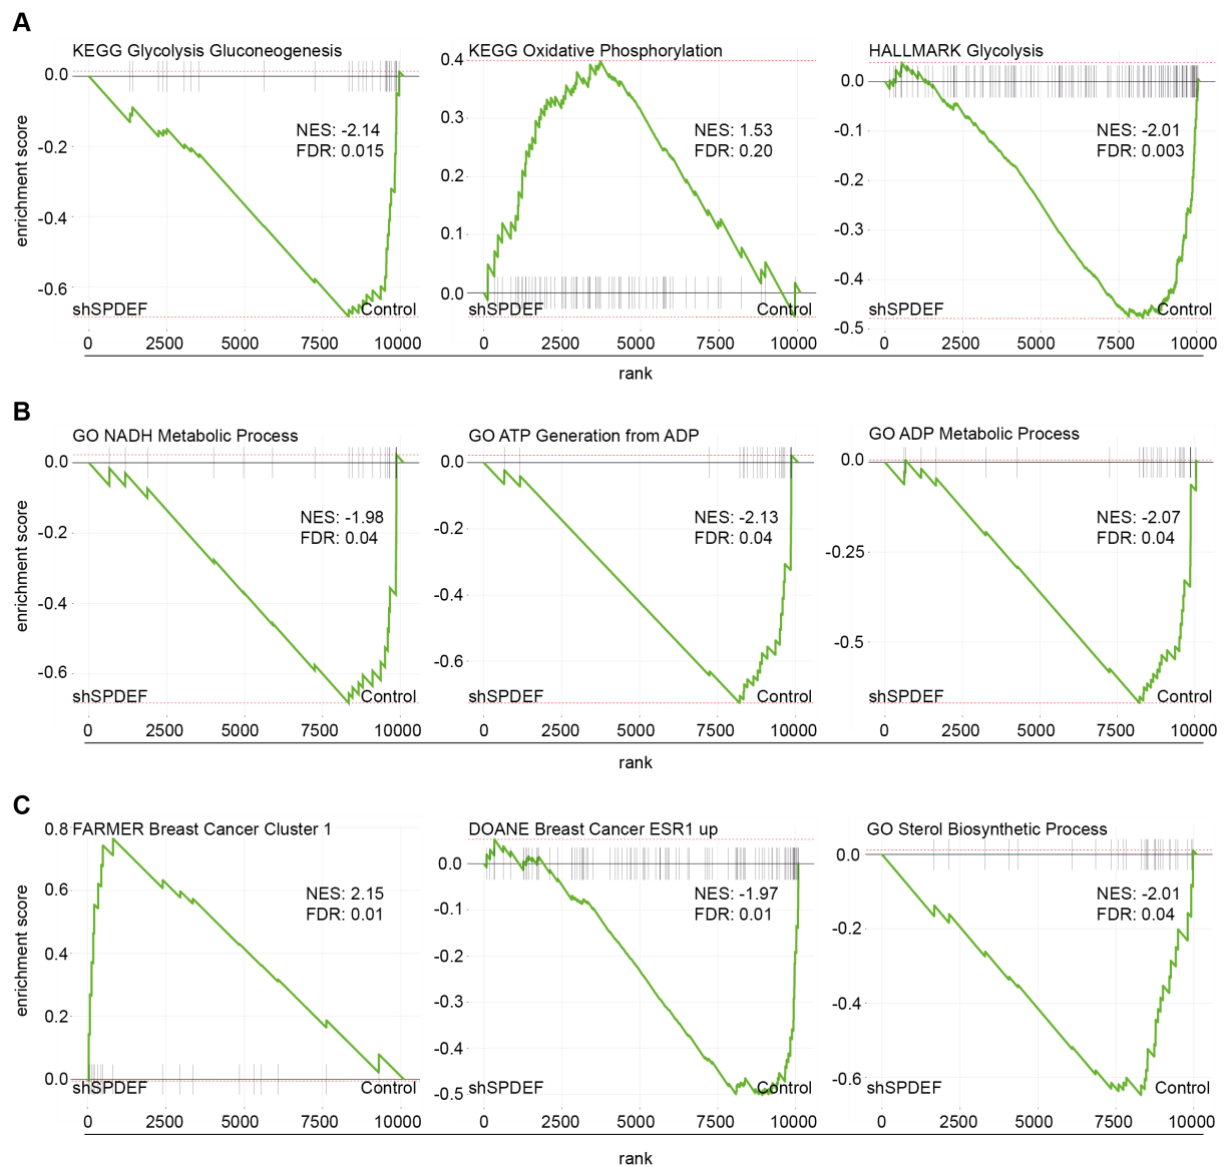 A
KEGG Glycolysis Gluconeogenesis
KEGG Oxidative Phosphorylation
HALLMARK Glycolysis
enrichment score
0.0
-0.2
-0.4
-0.6
NES: -2.14
FDR: 0.015
shSPDEF
Control
0 2500 5000 7500 10000
0.4
0.3
0.2
0.1
0.0
NES: 1.53
FDR: 0.20
shSPDEF
Control
0 2500 5000 7500 10000
0.0
-0.1
-0.2
-0.3
-0.4
-0.5
NES: -2.01
FDR: 0.003
shSPDEF
Control
0 2500 5000 7500 10000
rank
B
GO NADH Metabolic Process
GO ATP Generation from ADP
GO ADP Metabolic Process
enrichment score
0.0
-0.2
-0.4
-0.6
NES: -1.98
FDR: 0.04
shSPDEF
Control
0 2500 5000 7500 10000
0.0
-0.2
-0.4
-0.6
NES: -2.13
FDR: 0.04
shSPDEF
Control
0 2500 5000 7500 10000
0.0
-0.25
-0.5
NES: -2.07
FDR: 0.04
shSPDEF
Control
0 2500 5000 7500 10000
rank
C
FARMER Breast Cancer Cluster 1
DOANE Breast Cancer ESR1 up
GO Sterol Biosynthetic Process
enrichment score
0.8
0.6
0.4
0.2
0.0
NES: 2.15
FDR: 0.01
shSPDEF
Control
0 2500 5000 7500 10000
0.0
-0.1
-0.2
-0.3
-0.4
-0.5
NES: -1.97
FDR: 0.01
shSPDEF
Control
0 2500 5000 7500 10000
0.0
-0.2
-0.4
-0.6
NES: -2.01
FDR: 0.04
shSPDEF
Control
0 2500 5000 7500 10000
rank